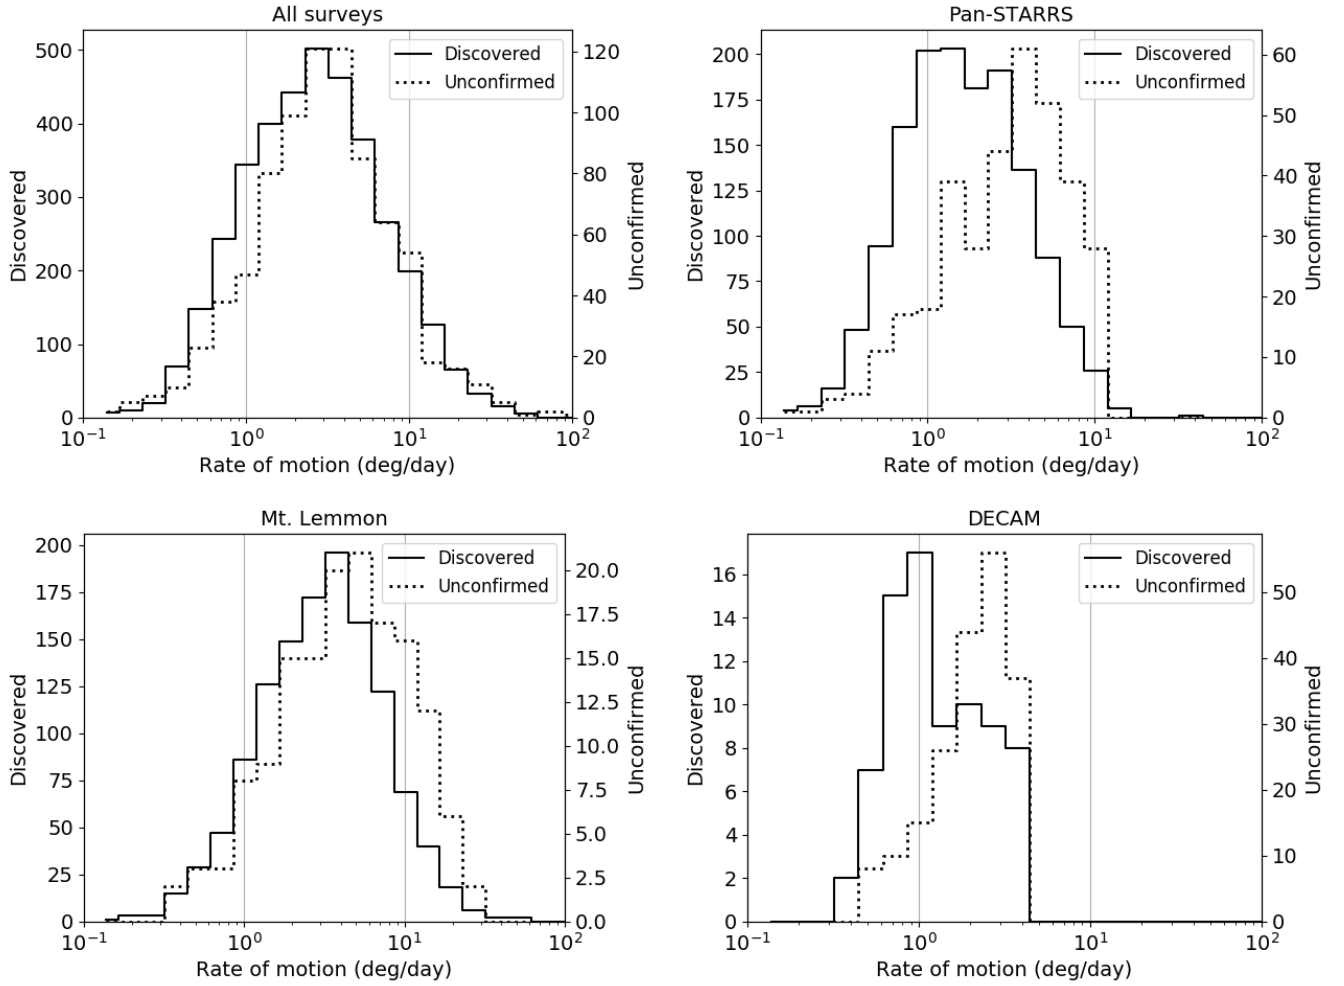 All surveys
Discovered
Unconfirmed
500
400
300
200
100
0
120
100
80
60
40
20
0
Discovered
Unconfirmed
10⁻¹ 10⁰ 10¹ 10²
Rate of motion (deg/day)
Pan-STARRS
Discovered
Unconfirmed
200
175
150
125
100
75
50
25
0
60
50
40
30
20
10
0
Discovered
Unconfirmed
10⁻¹ 10⁰ 10¹ 10²
Rate of motion (deg/day)
Mt. Lemmon
Discovered
Unconfirmed
200
175
150
125
100
75
50
25
0
20.0
17.5
15.0
12.5
10.0
7.5
5.0
2.5
0.0
Discovered
Unconfirmed
10⁻¹ 10⁰ 10¹ 10²
Rate of motion (deg/day)
DECAM
Discovered
Unconfirmed
16
14
12
10
8
6
4
2
0
50
40
30
20
10
0
Discovered
Unconfirmed
10⁻¹ 10⁰ 10¹ 10²
Rate of motion (deg/day)